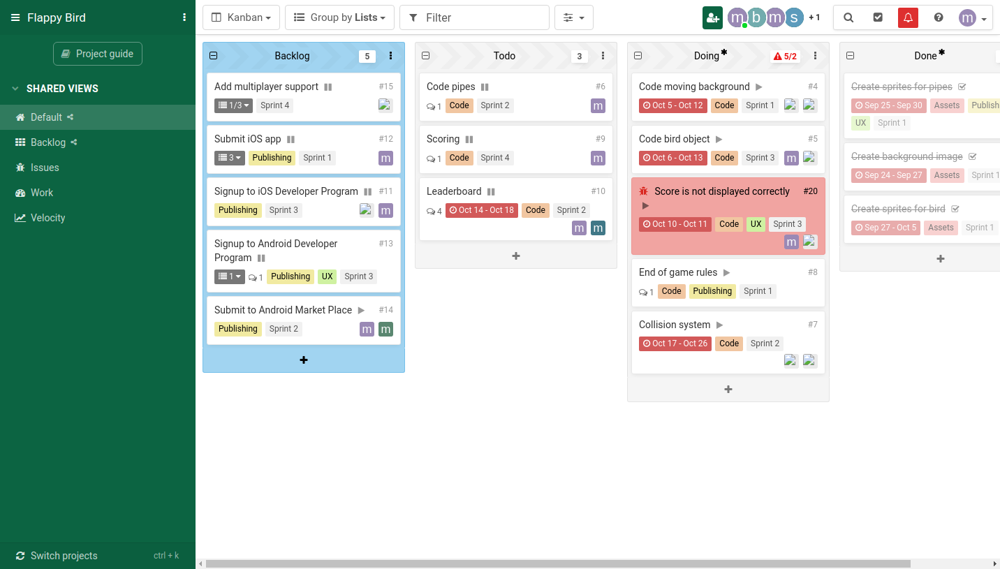 Flappy Bird
Project guide
SHARED VIEWS
Default
Backlog
Issues
Work
Velocity
Switch projects ctrl + k
Kanban Group by Lists Filter
m b m s + 1 m
Backlog 5
Add multiplayer support #15
1/3 Sprint 4
Submit iOS app #12
3 Publishing Sprint 1 m
Signup to iOS Developer Program #11
Publishing Sprint 3 m
Signup to Android Developer
Program #13
1 1 Publishing UX Sprint 3
Submit to Android Market Place #14
Publishing Sprint 2 m m
Todo 3
Code pipes #6
1 Code Sprint 2 m
Scoring #9
1 Code Sprint 4 m
Leaderboard #10
4 Oct 14 - Oct 18 Code Sprint 2
m m
Doing* 5/2
Code moving background #4
Oct 5 - Oct 12 Code Sprint 1
Code bird object #5
Oct 6 - Oct 13 Code Sprint 3 m
Score is not displayed correctly #20
Oct 10 - Oct 11 Code UX Sprint 3
m
End of game rules #8
1 Code Publishing Sprint 1
Collision system #7
Oct 17 - Oct 26 Code Sprint 2
Done*
Create sprites for pipes
Sep 25 - Sep 30 Assets Publish
UX Sprint 1
Create background image
Sep 24 - Sep 27 Assets Sprint 1
Create sprites for bird
Sep 27 - Oct 5 Assets Sprint 1